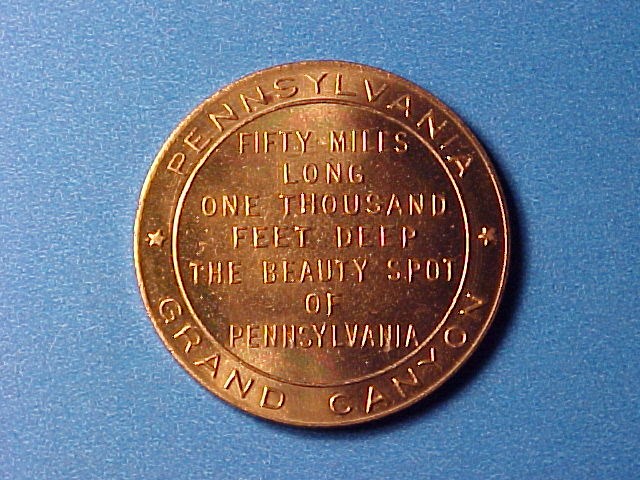 PENNSYLVANIA
FIFTY MILES
LONG
ONE THOUSAND
FEET DEEP
THE BEAUTY SPOT
OF
PENNSYLVANIA
GRAND CANYON